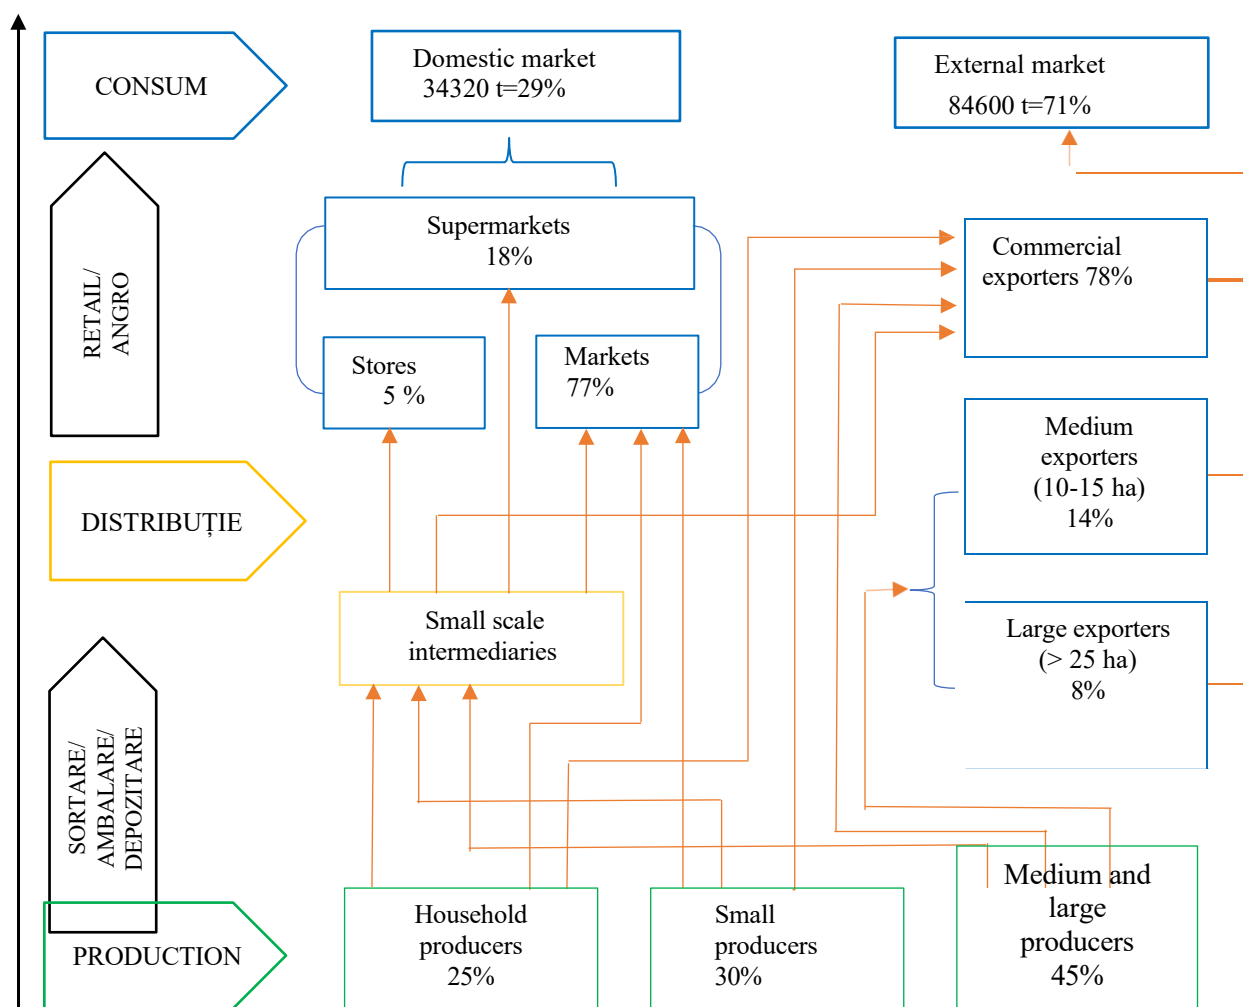 CONSUM
Domestic market
34320 t=29%
External market
84600 t=71%
RETAIL/
ANGRO
Supermarkets
18%
Commercial
exporters 78%
Stores
5 %
Markets
77%
Medium
exporters
(10-15 ha)
14%
DISTRIBUȚIE
Small scale
intermediaries
Large exporters
(> 25 ha)
8%
SORTARE/
AMBALARE/
DEPOZITARE
PRODUCTION
Household
producers
25%
Small
producers
30%
Medium and
large
producers
45%